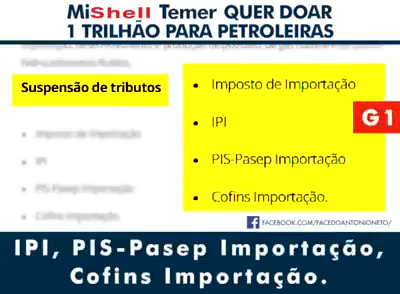 MiShell Temer QUER DOAR
1 TRILHÃO PARA PETROLEIRAS
Suspensão de tributos
• Imposto de Importação
• IPI
• PIS-Pasep Importação
• Cofins Importação.
G1
• Imposto de Importação
• IPI
• PIS-Pasep Importação
• Cofins Importação.
FACEBOOK.COM/FACEDOANTONIONETO/
IPI, PIS-Pasep Importação,
Cofins Importação.